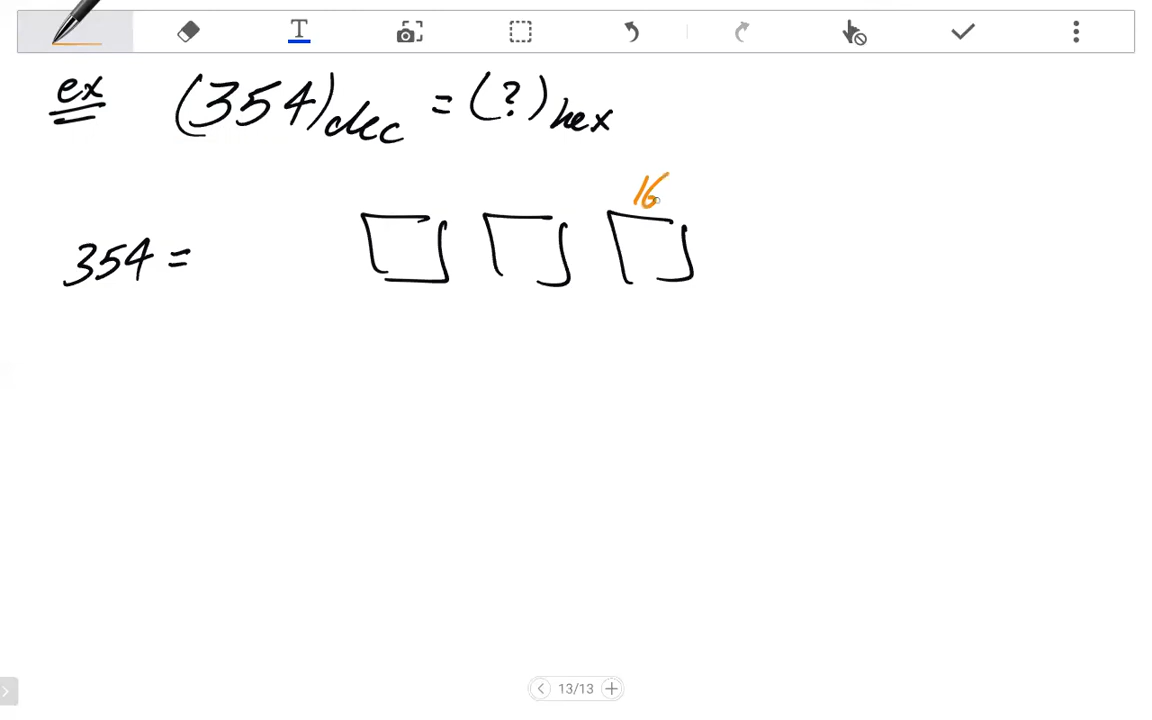 T
ex (354)dec = (?)hex
16
354 =
13/13